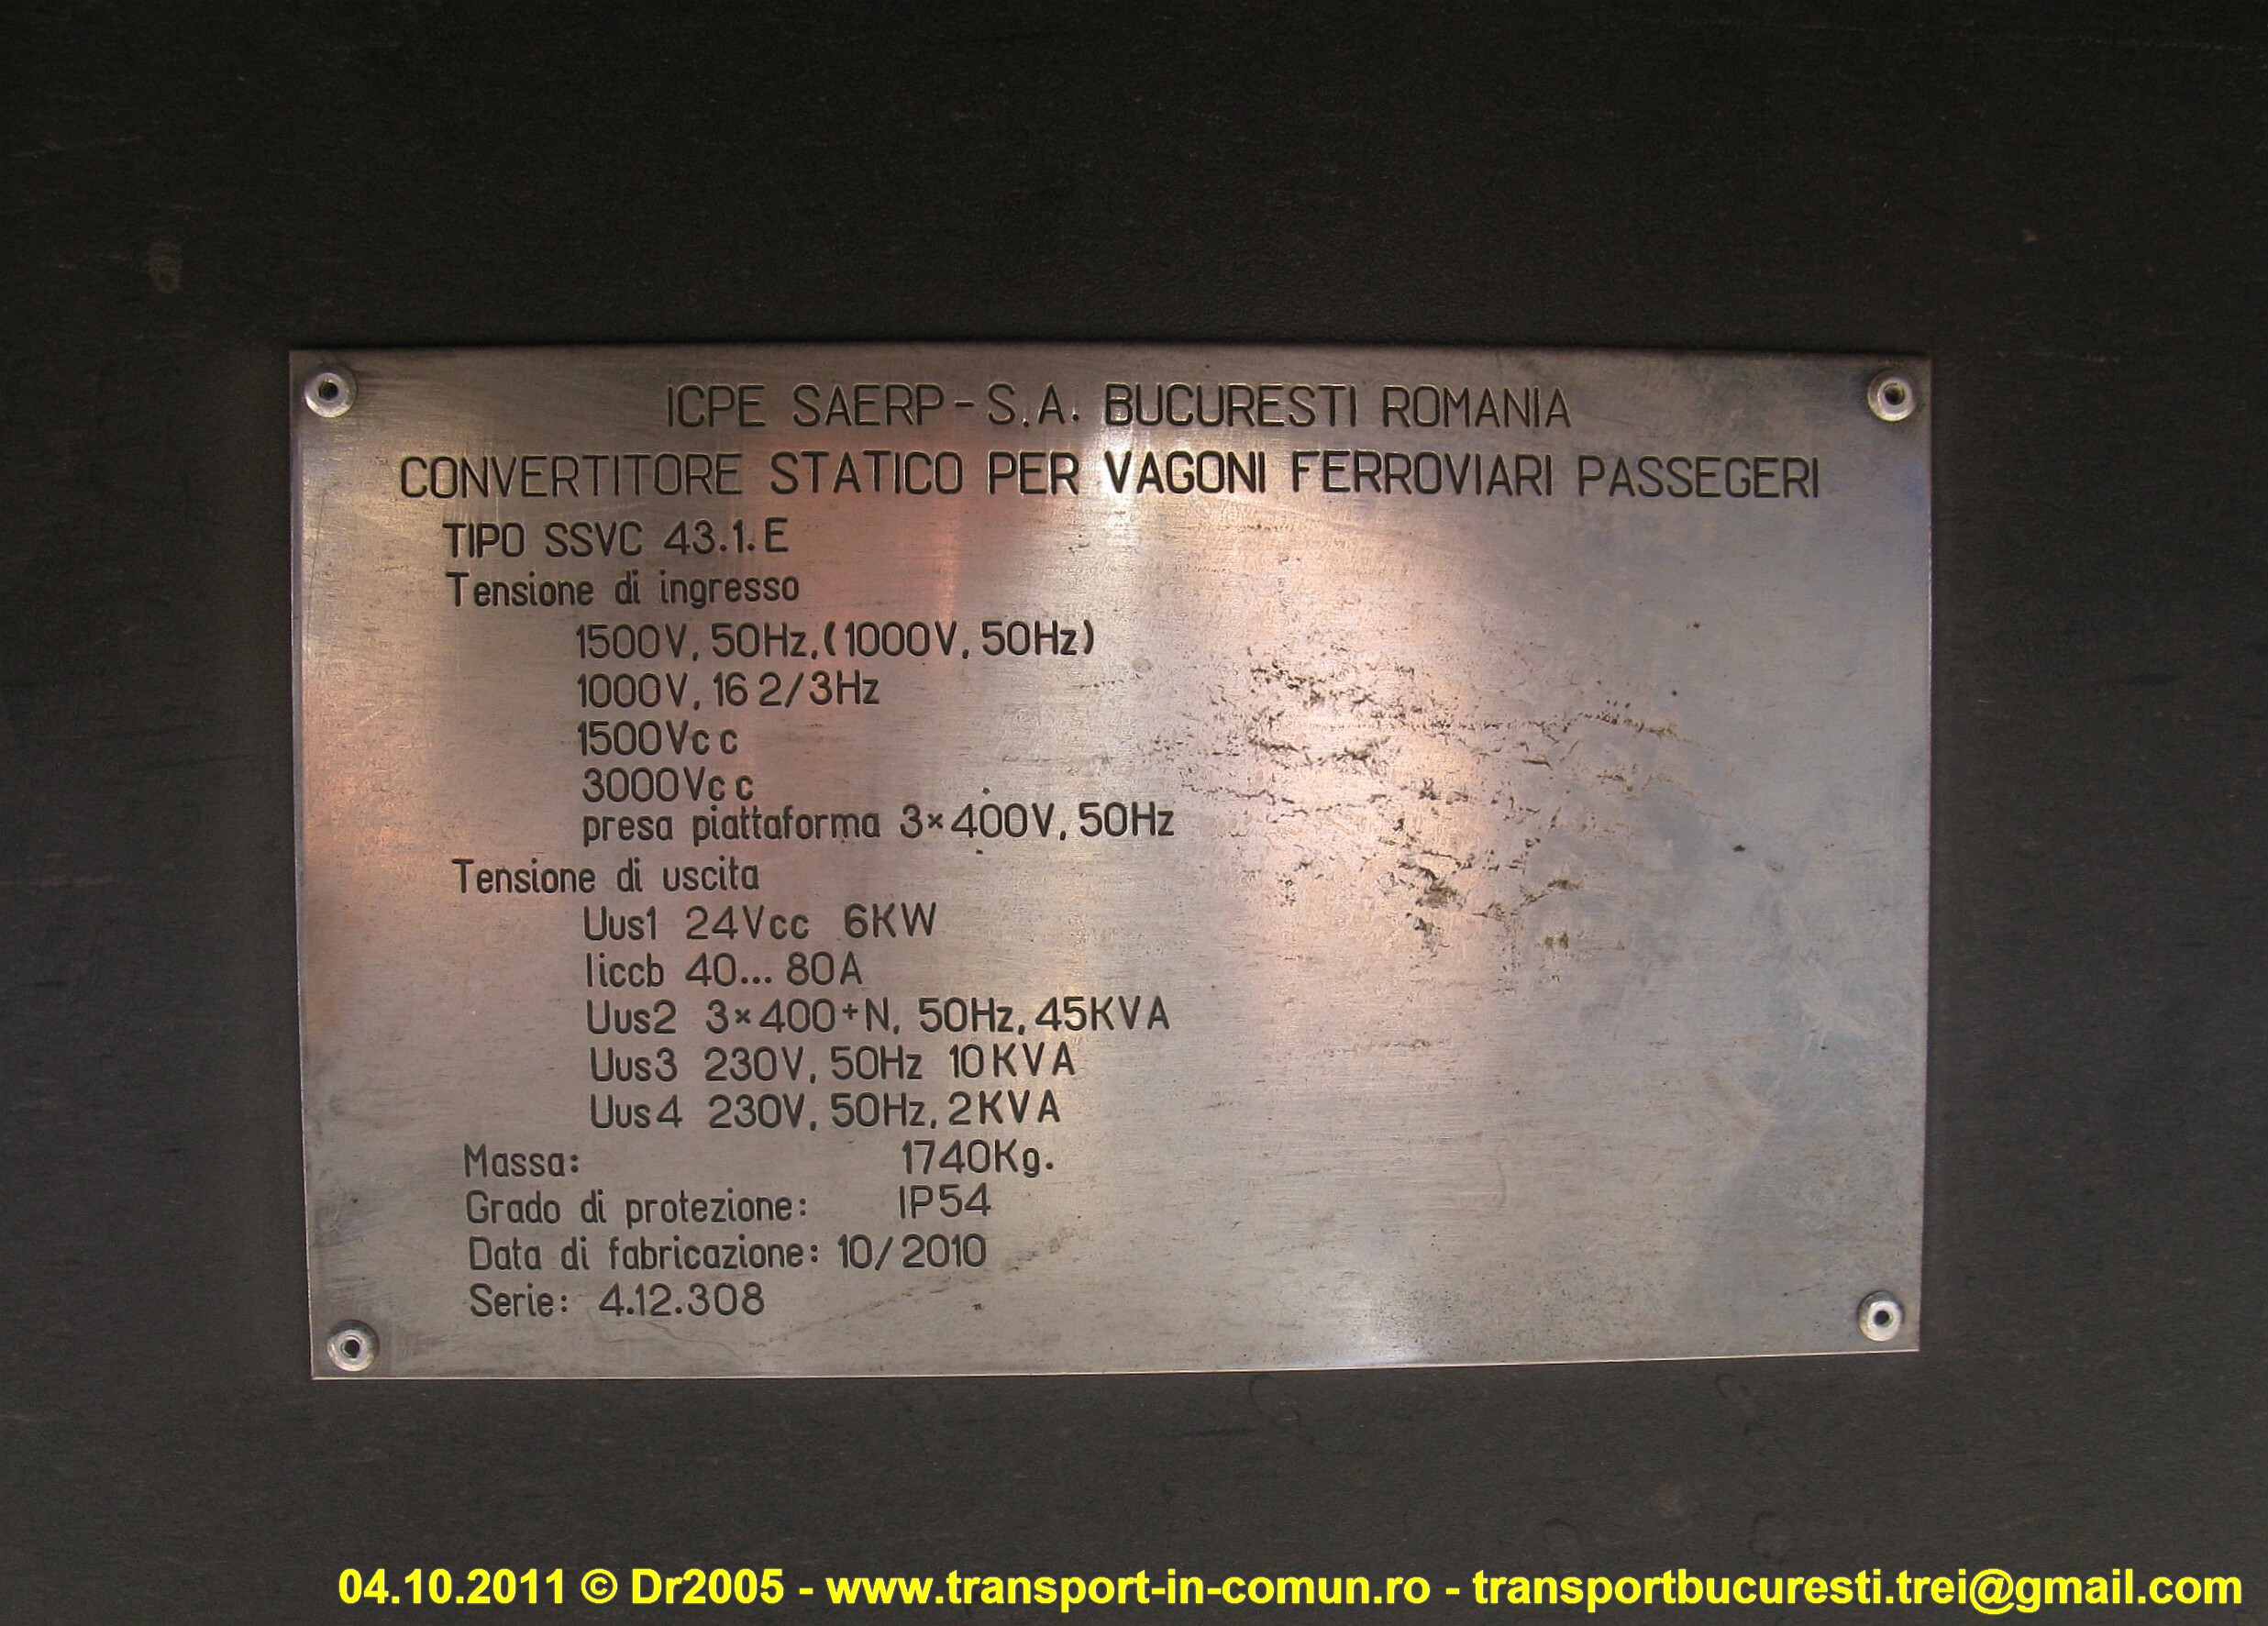 ICPE SAERP - S.A. BUCURESTI ROMANIA
CONVERTITORE STATICO PER VAGONI FERROVIARI PASSEGERI
TIPO SSVC 43.1.E
Tensione di ingresso
1500V, 50Hz,(1000V, 50Hz)
1000V, 16 2/3Hz
1500Vcc
3000Vcc
presa piattaforma 3×400V, 50Hz
Tensione di uscita
Uus1 24Vcc 6KW
Iiccb 40... 80A
Uus2 3×400+N, 50Hz, 45KVA
Uus3 230V, 50Hz 10KVA
Uus4 230V, 50Hz, 2KVA
Massa: 1740Kg.
Grado di protezione: IP54
Data di fabricazione: 10/2010
Serie: 4.12.308
04.10.2011 © Dr2005 - www.transport-in-comun.ro - transportbucuresti.trei@gmail.com